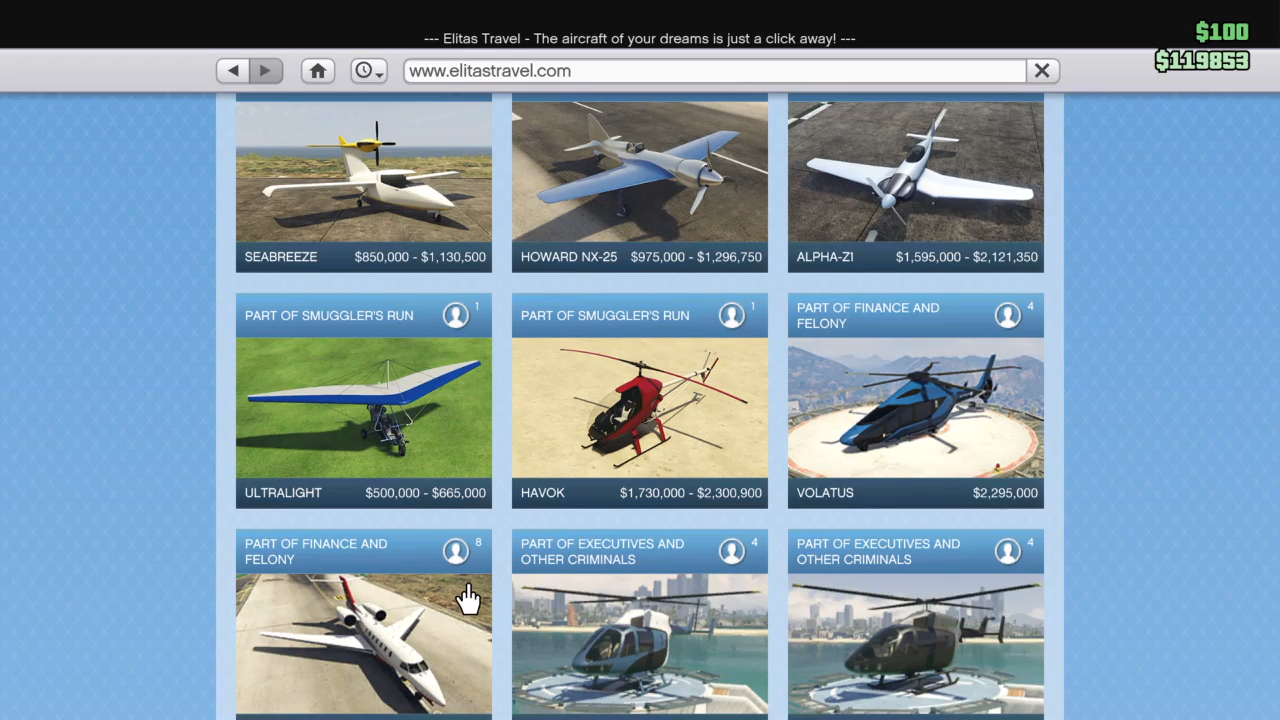 --- Elitas Travel - The aircraft of your dreams is just a click away! ---
$100
$119853
www.elitastravel.com
SEABREEZE $850,000 - $1,130,500
HOWARD NX-25 $975,000 - $1,296,750
ALPHA-Z1 $1,595,000 - $2,121,350
PART OF SMUGGLER'S RUN 1
PART OF SMUGGLER'S RUN 1
PART OF FINANCE AND
FELONY 4
ULTRALIGHT $500,000 - $665,000
HAVOK $1,730,000 - $2,300,900
VOLATUS $2,295,000
PART OF FINANCE AND
FELONY 8
PART OF EXECUTIVES AND
OTHER CRIMINALS 4
PART OF EXECUTIVES AND
OTHER CRIMINALS 4